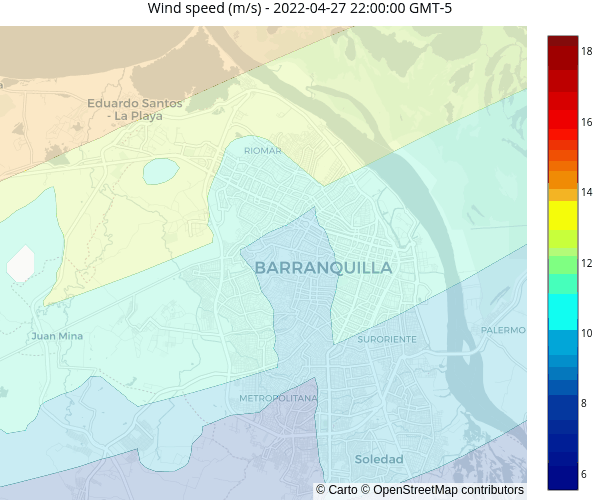 Wind speed (m/s) - 2022-04-27 22:00:00 GMT-5
Eduardo Santos
- La Playa
RIOMAR
BARRANQUILLA
Juan Mina
SURORIENTE
PALERMO
METROPOLITANA
Soledad
© Carto © OpenStreetMap contributors
18
16
14
12
10
8
6